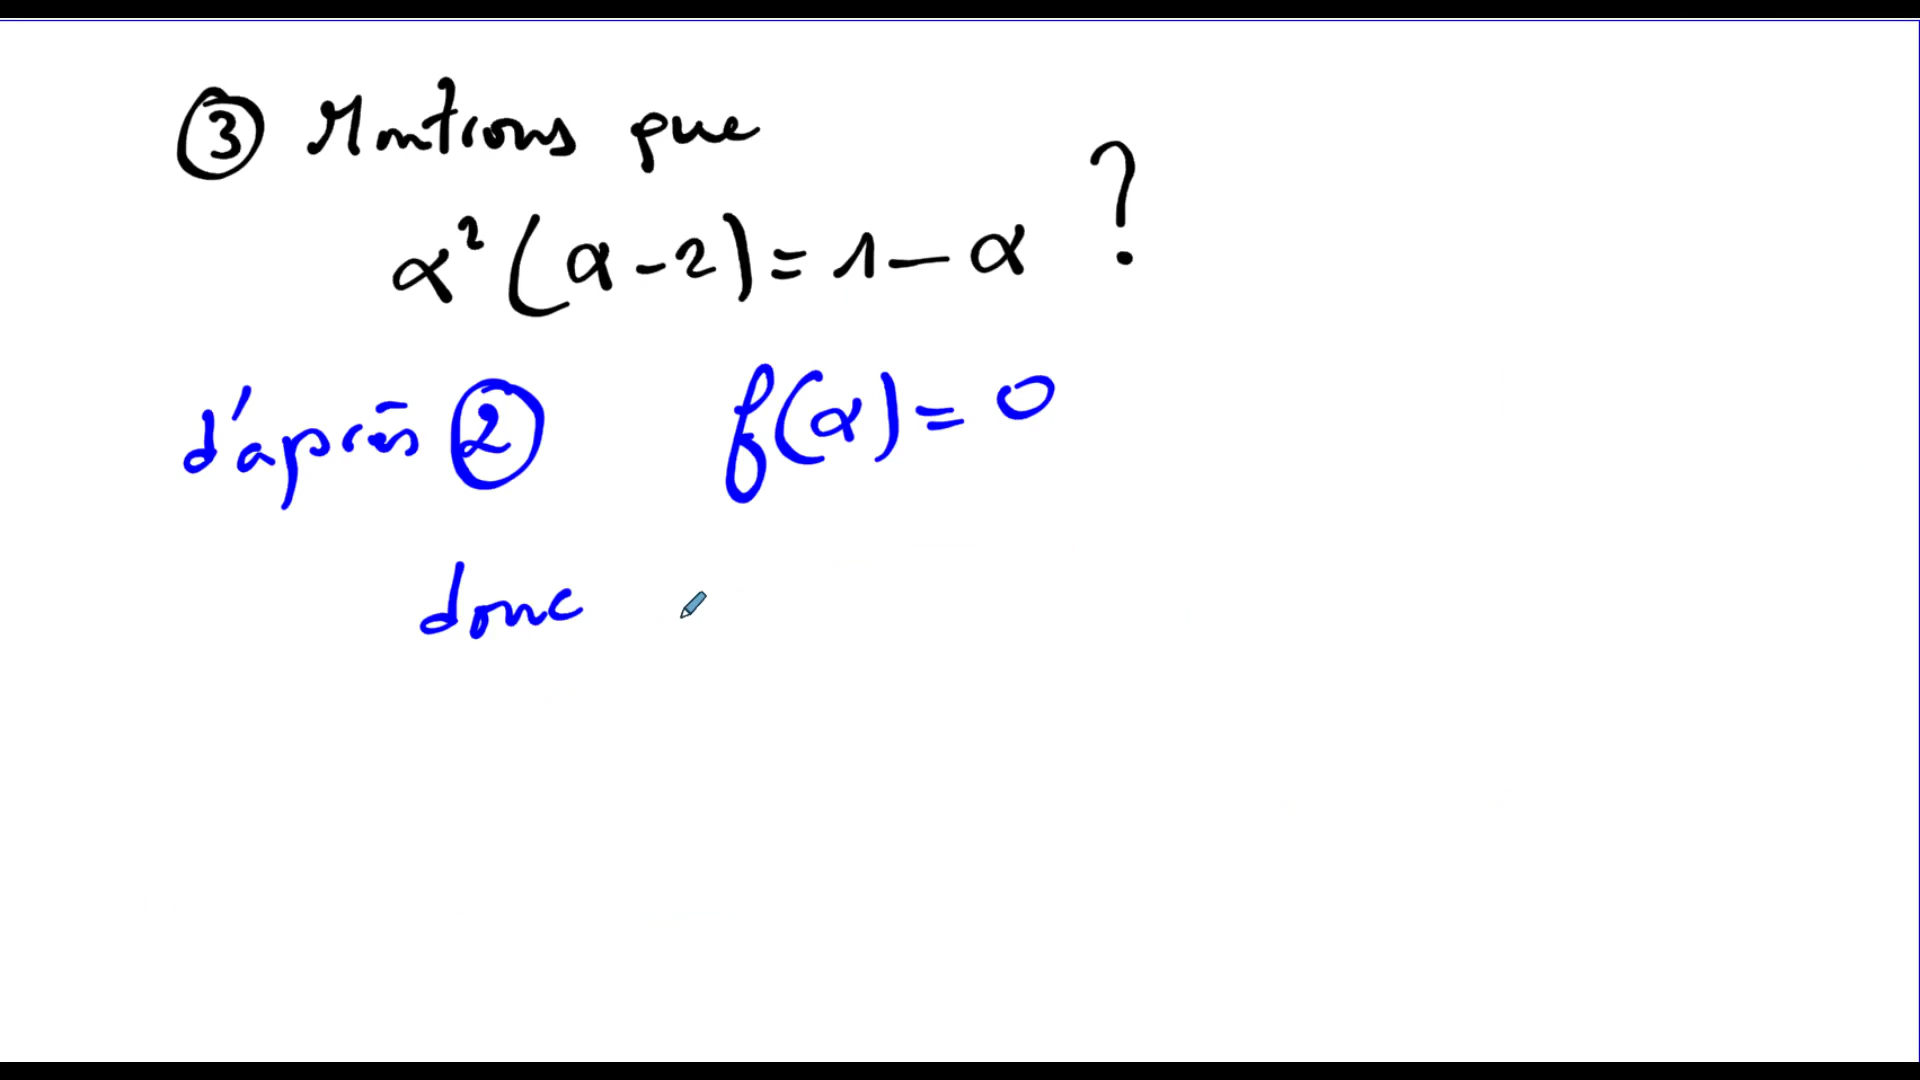 ③ Montrons que
α²(α-2)=1-α ?
d'après ② f(α)=0
donc